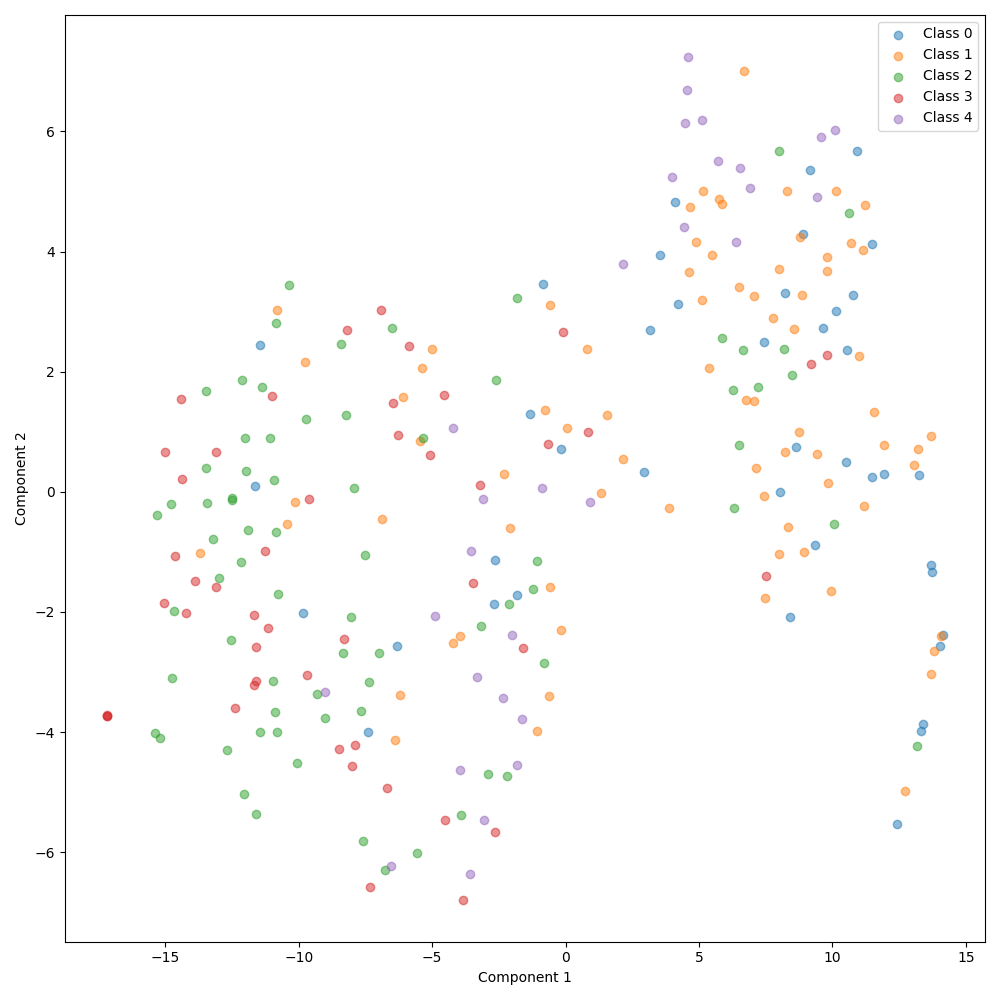 Class 0
Class 1
Class 2
Class 3
Class 4
6
4
2
0
−2
−4
−6
Component 2
−15 −10 −5 0 5 10 15
Component 1